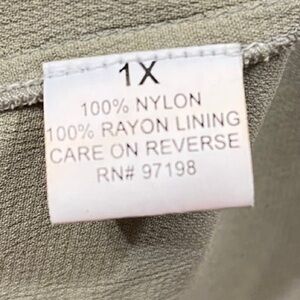 1X
100% NYLON
100% RAYON LINING
CARE ON REVERSE
RN# 97198